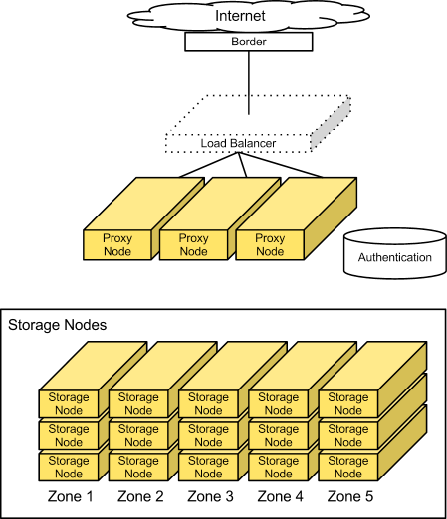 Internet
Border
Load Balancer
Proxy Proxy Proxy
Node Node Node
Authentication
Storage Nodes
Storage Storage Storage Storage Storage
Node Node Node Node Node
Storage Storage Storage Storage Storage
Node Node Node Node Node
Storage Storage Storage Storage Storage
Node Node Node Node Node
Zone 1 Zone 2 Zone 3 Zone 4 Zone 5